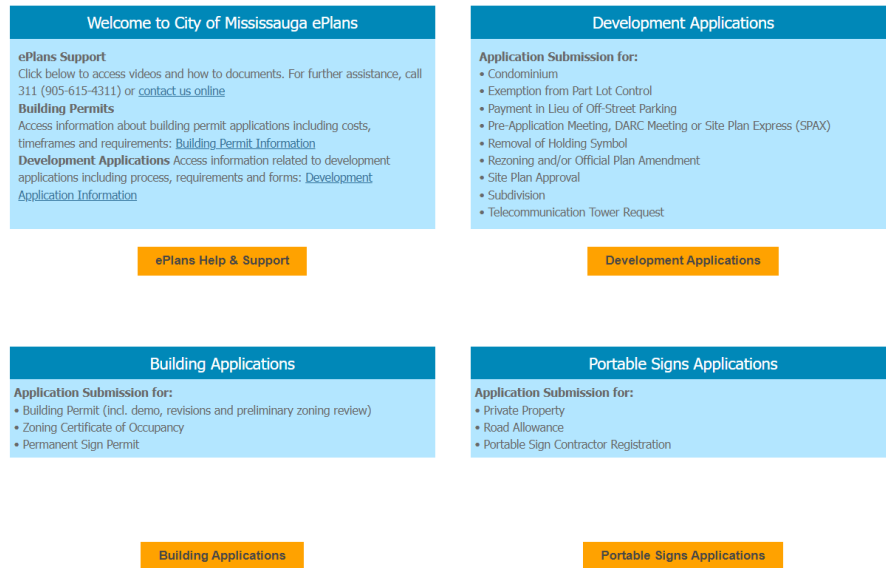 Welcome to City of Mississauga ePlans
ePlans Support
Click below to access videos and how to documents. For further assistance, call
311 (905-615-4311) or contact us online
Building Permits
Access information about building permit applications including costs,
timeframes and requirements: Building Permit Information
Development Applications Access information related to development
applications including process, requirements and forms: Development
Application Information
ePlans Help & Support
Development Applications
Application Submission for:
• Condominium
• Exemption from Part Lot Control
• Payment in Lieu of Off-Street Parking
• Pre-Application Meeting, DARC Meeting or Site Plan Express (SPAX)
• Removal of Holding Symbol
• Rezoning and/or Official Plan Amendment
• Site Plan Approval
• Subdivision
• Telecommunication Tower Request
Development Applications
Building Applications
Application Submission for:
• Building Permit (incl. demo, revisions and preliminary zoning review)
• Zoning Certificate of Occupancy
• Permanent Sign Permit
Building Applications
Portable Signs Applications
Application Submission for:
• Private Property
• Road Allowance
• Portable Sign Contractor Registration
Portable Signs Applications